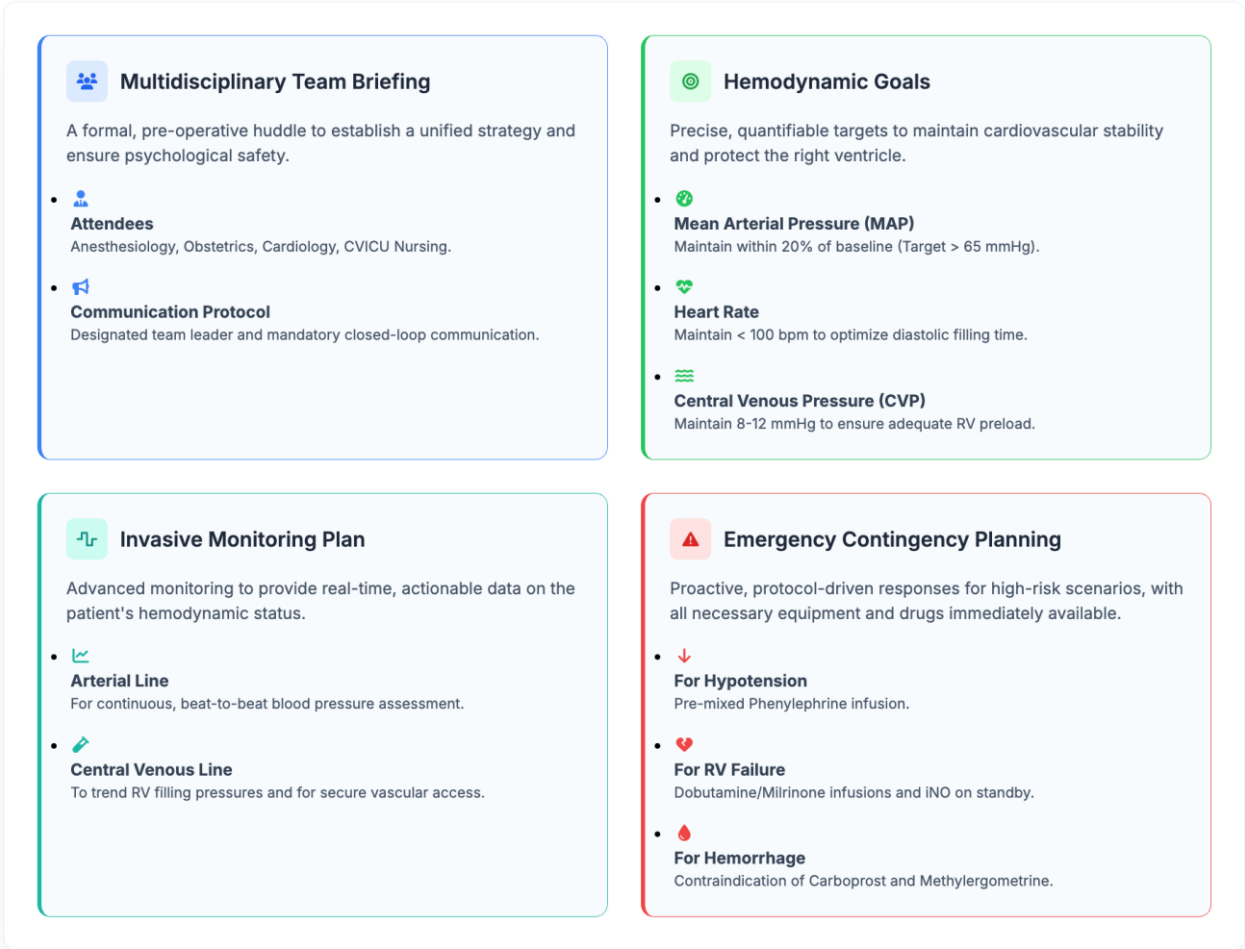 Multidisciplinary Team Briefing
A formal, pre-operative huddle to establish a unified strategy and
ensure psychological safety.
Attendees
Anesthesiology, Obstetrics, Cardiology, CVICU Nursing.
Communication Protocol
Designated team leader and mandatory closed-loop communication.
Hemodynamic Goals
Precise, quantifiable targets to maintain cardiovascular stability
and protect the right ventricle.
Mean Arterial Pressure (MAP)
Maintain within 20% of baseline (Target > 65 mmHg).
Heart Rate
Maintain < 100 bpm to optimize diastolic filling time.
Central Venous Pressure (CVP)
Maintain 8-12 mmHg to ensure adequate RV preload.
Invasive Monitoring Plan
Advanced monitoring to provide real-time, actionable data on the
patient's hemodynamic status.
Arterial Line
For continuous, beat-to-beat blood pressure assessment.
Central Venous Line
To trend RV filling pressures and for secure vascular access.
Emergency Contingency Planning
Proactive, protocol-driven responses for high-risk scenarios, with
all necessary equipment and drugs immediately available.
For Hypotension
Pre-mixed Phenylephrine infusion.
For RV Failure
Dobutamine/Milrinone infusions and iNO on standby.
For Hemorrhage
Contraindication of Carboprost and Methylergometrine.